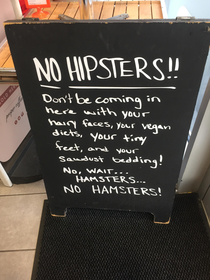 NO HIPSTERS!!
Don't be coming in
here with your
hairy faces, your vegan
diets, your tiny
feet, and your
sawdust bedding!
No, wait...
HAMSTERS...
NO HAMSTERS!